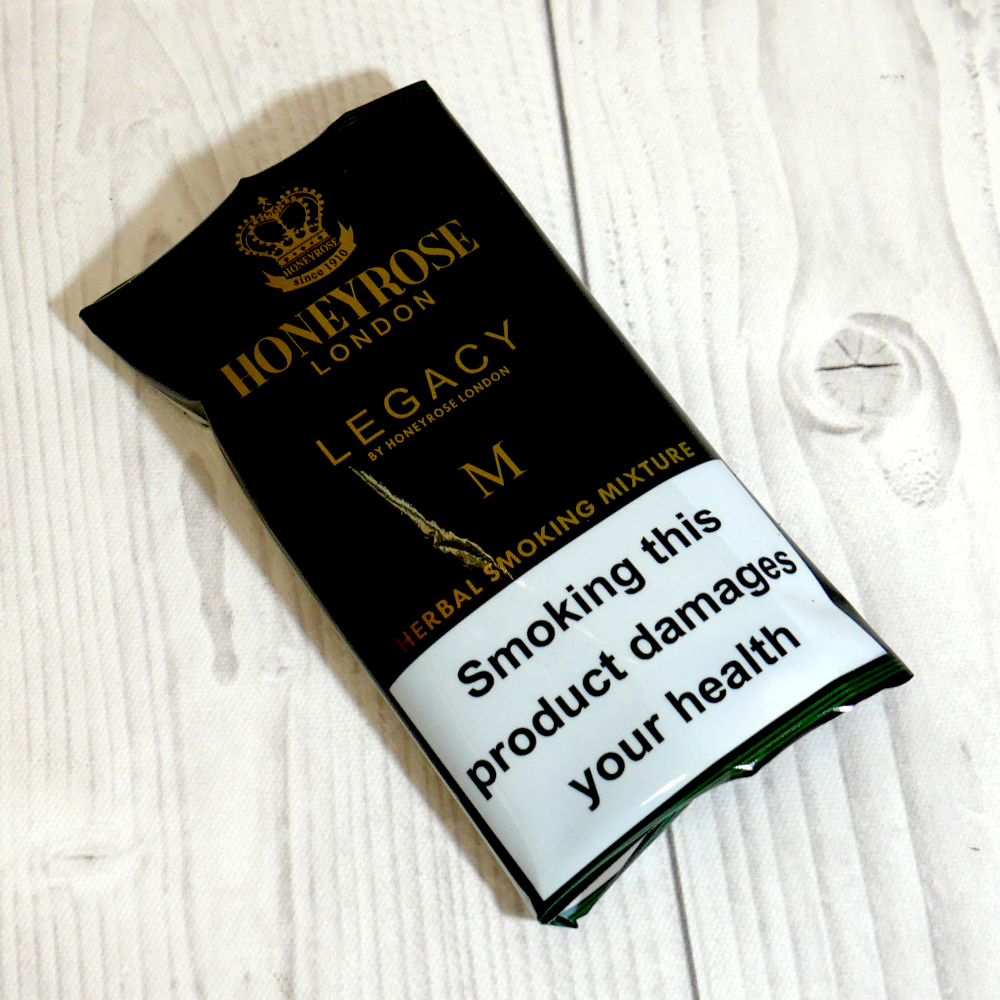 HONEYROSE
since 1910
HONEYROSE
LONDON
LEGACY
BY HONEYROSE LONDON
M
HERBAL SMOKING MIXTURE
Smoking this
product damages
your health